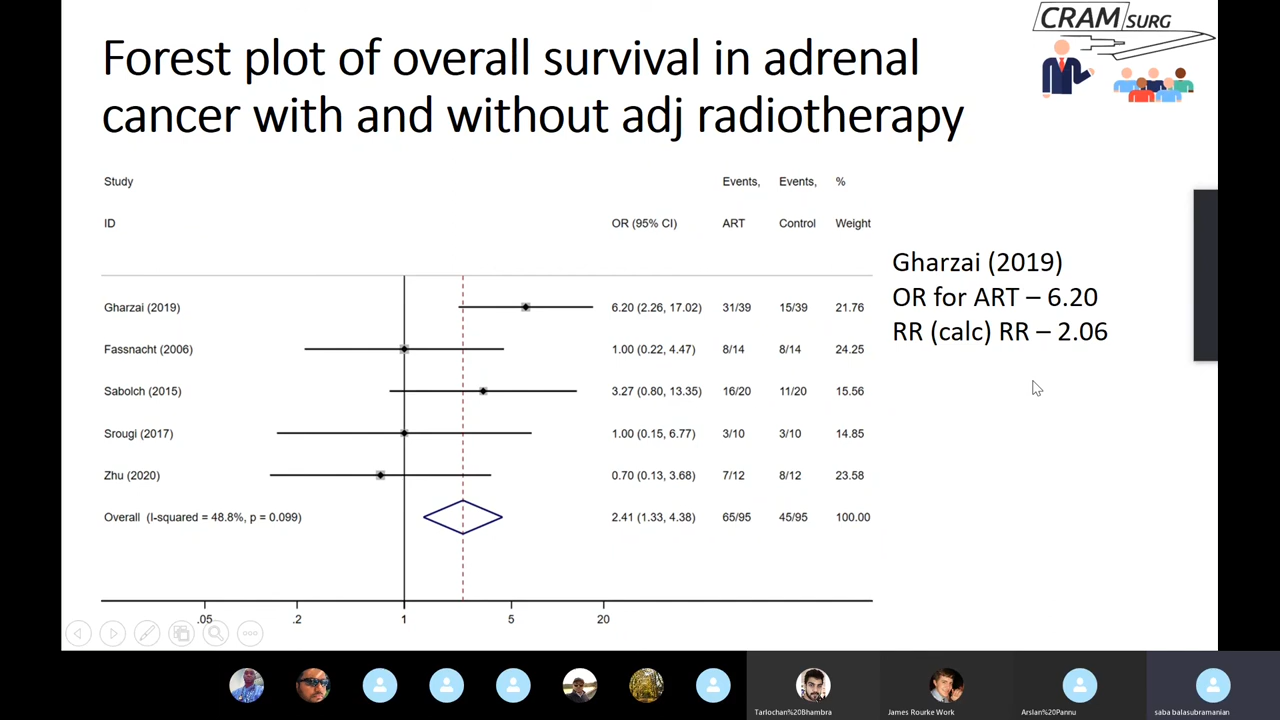 CRAMSURG
Forest plot of overall survival in adrenal
cancer with and without adj radiotherapy
Study Events, Events, %
ID OR (95% CI) ART Control Weight
Gharzai (2019) 6.20 (2.26, 17.02) 31/39 15/39 21.76
Fassnacht (2006) 1.00 (0.22, 4.47) 8/14 8/14 24.25
Sabolch (2015) 3.27 (0.80, 13.35) 16/20 11/20 15.56
Srougi (2017) 1.00 (0.15, 6.77) 3/10 3/10 14.85
Zhu (2020) 0.70 (0.13, 3.68) 7/12 8/12 23.58
Overall (I-squared = 48.8%, p = 0.099) 2.41 (1.33, 4.38) 65/95 45/95 100.00
.05 .2 1 5 20
Gharzai (2019)
OR for ART – 6.20
RR (calc) RR – 2.06
Tarlochan%20Bhambra James Rourke Work Arslan%20Pannu saba balasubramanian